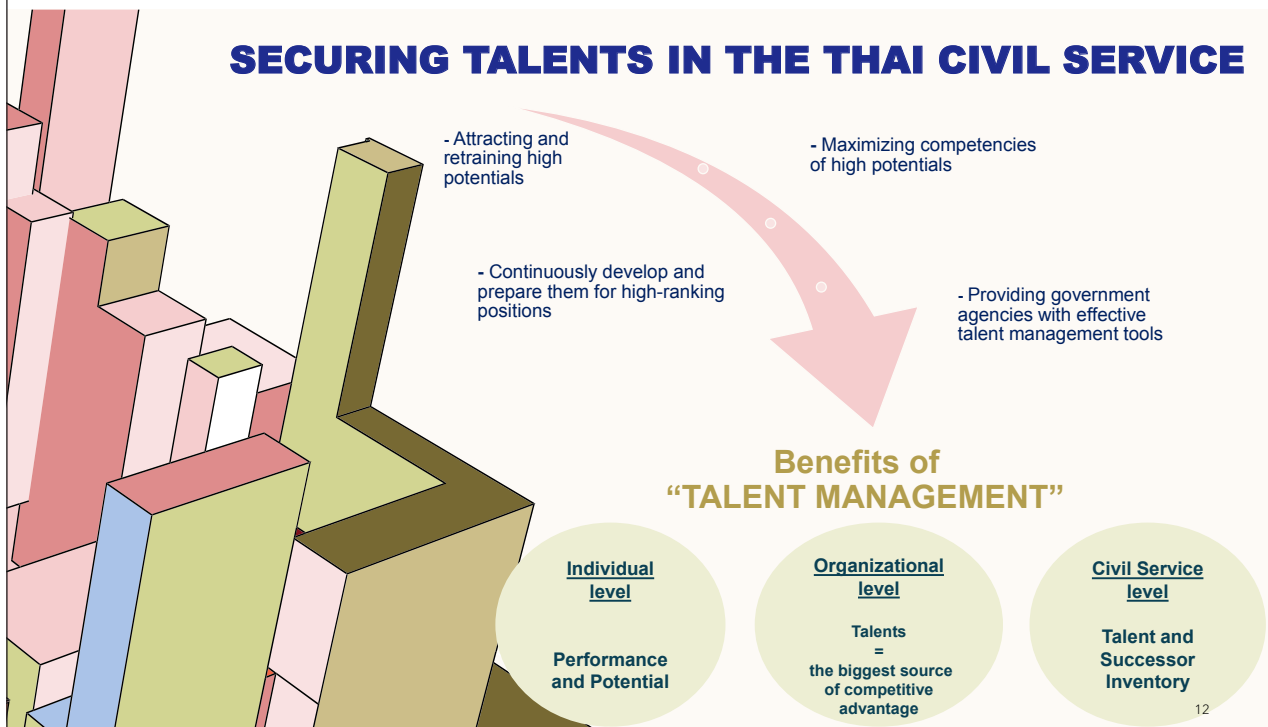 SECURING TALENTS IN THE THAI CIVIL SERVICE
- Attracting and
retraining high
potentials
- Maximizing competencies
of high potentials
- Continuously develop and
prepare them for high-ranking
positions
- Providing government
agencies with effective
talent management tools
Benefits of
“TALENT MANAGEMENT”
Individual
level
Performance
and Potential
Organizational
level
Talents
=
the biggest source
of competitive
advantage
Civil Service
level
Talent and
Successor
Inventory
12